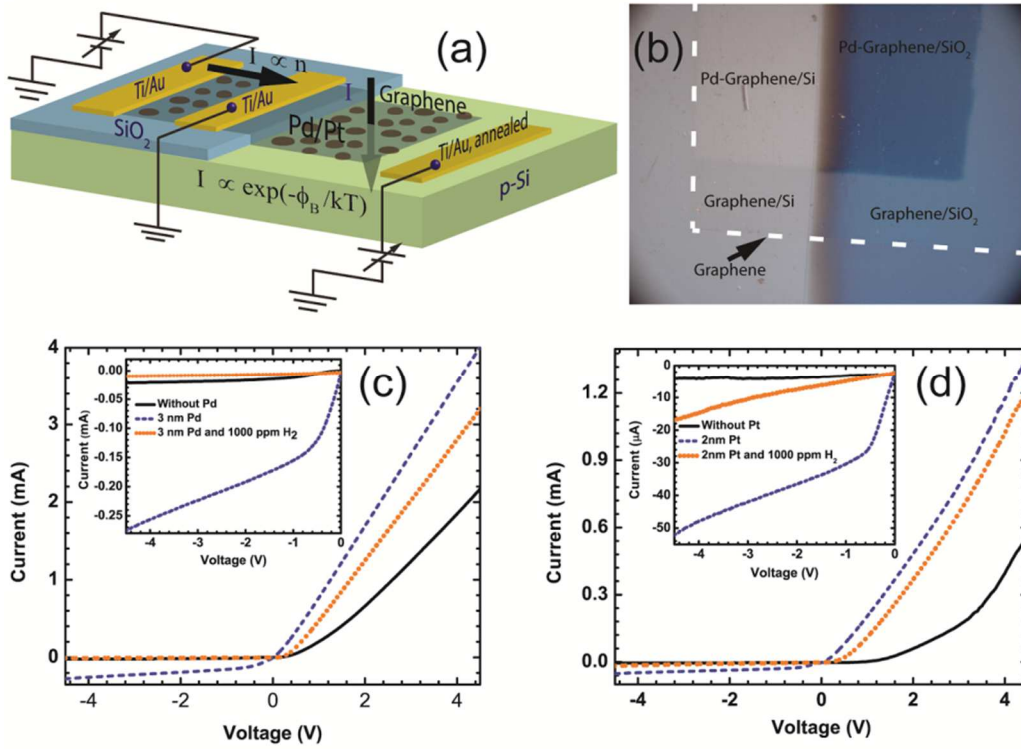 (a)
I ∝ n
Ti/Au
Ti/Au
I
Graphene
SiO2
Pd/Pt
Ti/Au, annealed
I ∝ exp(-ϕB/kT)
p-Si
(b)
Pd-Graphene/SiO2
Pd-Graphene/Si
Graphene/Si
Graphene/SiO2
Graphene
(c)
Current (mA)
4
3
2
1
0
-4
-2
0
2
4
Voltage (V)
Current (mA)
0.00
-0.05
-0.10
-0.15
-0.20
-0.25
Without Pd
3 nm Pd
3 nm Pd and 1000 ppm H2
-4
-3
-2
-1
0
Voltage (V)
(d)
Current (mA)
1.2
0.9
0.6
0.3
0.0
-4
-2
0
2
4
Voltage (V)
Current (μA)
10
0
-10
-20
-30
-40
-50
Without Pt
2nm Pt
2nm Pt and 1000 ppm H2
-4
-3
-2
-1
0
Voltage (V)